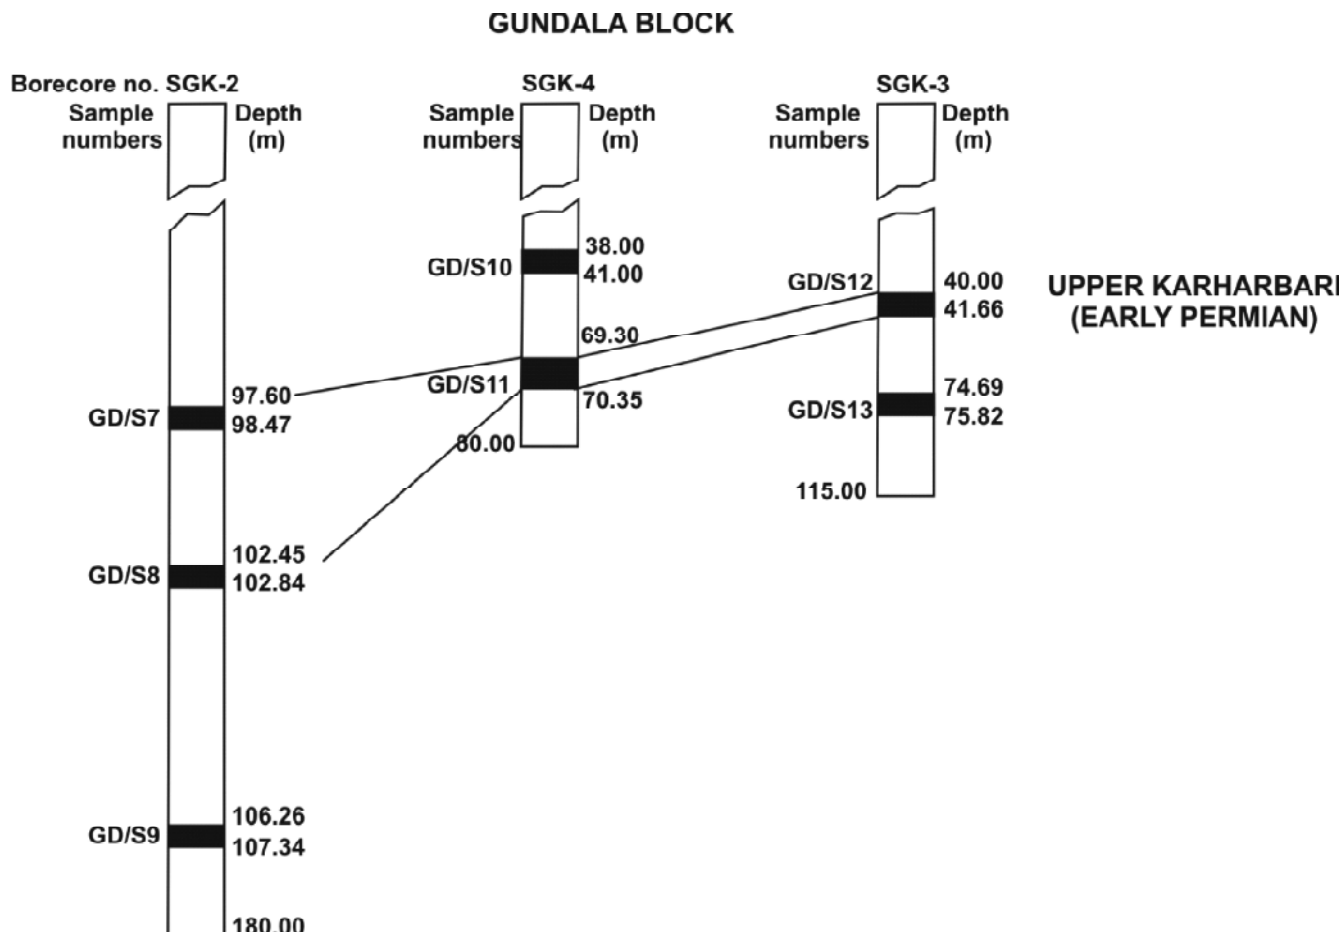 GUNDALA BLOCK
Borecore no. SGK-2
Sample numbers
Depth (m)
97.60
GD/S7
98.47
102.45
GD/S8
102.84
106.26
GD/S9
107.34
180.00
SGK-4
Sample numbers
Depth (m)
38.00
GD/S10
41.00
69.30
GD/S11
70.35
80.00
SGK-3
Sample numbers
Depth (m)
GD/S12
40.00
41.66
74.69
GD/S13
75.82
115.00
UPPER KARHARBARI
(EARLY PERMIAN)